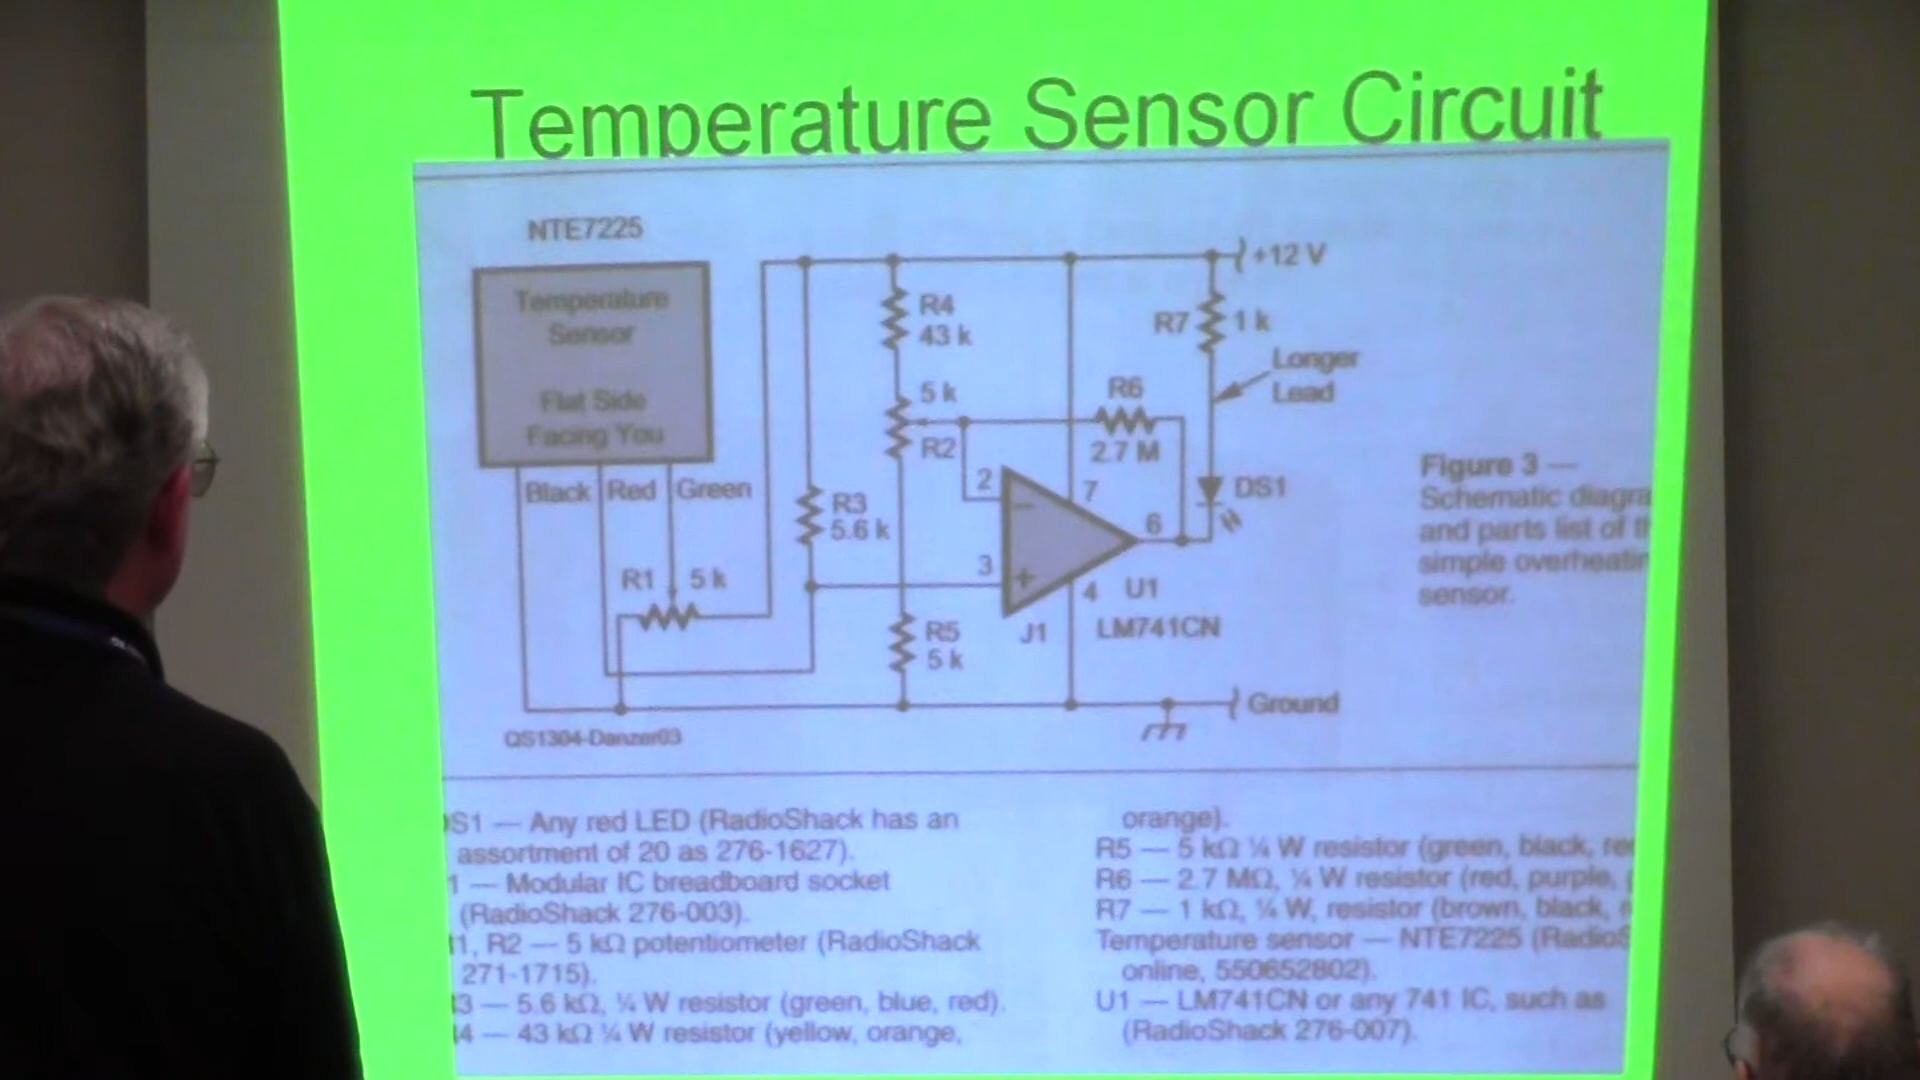 Temperature Sensor Circuit
NTE7225
Temperature
Sensor
Flat Side
Facing You
Black Red Green
R1 5 k
R3
5.6 k
R4
43 k
5 k
R2
R5
5 k
R6
2.7 M
R7 1 k
Longer
Lead
+12 V
DS1
2
3
7
6
4
U1
J1
LM741CN
Ground
QS1304-Danzer03
Figure 3 —
Schematic diagra
and parts list of t
simple overheatin
sensor.
S1 — Any red LED (RadioShack has an
assortment of 20 as 276-1627).
1 — Modular IC breadboard socket
(RadioShack 276-003).
1, R2 — 5 kΩ potentiometer (RadioShack
271-1715).
3 — 5.6 kΩ, ¼ W resistor (green, blue, red).
4 — 43 kΩ ¼ W resistor (yellow, orange,
orange).
R5 — 5 kΩ ¼ W resistor (green, black, re
R6 — 2.7 MΩ, ¼ W resistor (red, purple,
R7 — 1 kΩ, ¼ W, resistor (brown, black,
Temperature sensor — NTE7225 (RadioS
online, 550652802).
U1 — LM741CN or any 741 IC, such as
(RadioShack 276-007).